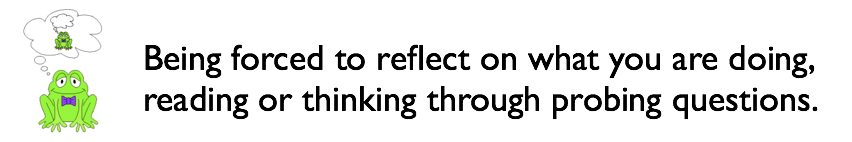 Being forced to reflect on what you are doing,
reading or thinking through probing questions.